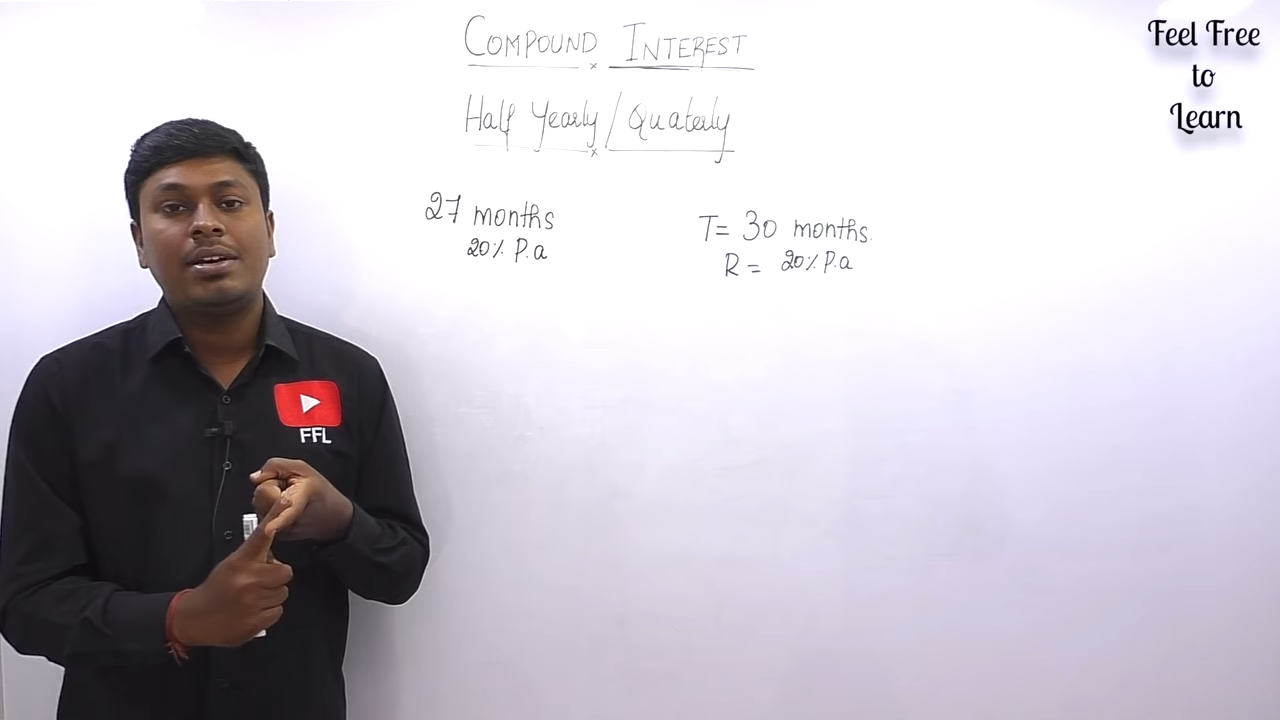 COMPOUND INTEREST
Half Yearly / Quaterly
27 months
20% P.a
T= 30 months.
R = 20% P.a
Feel Free
to
Learn
FFL